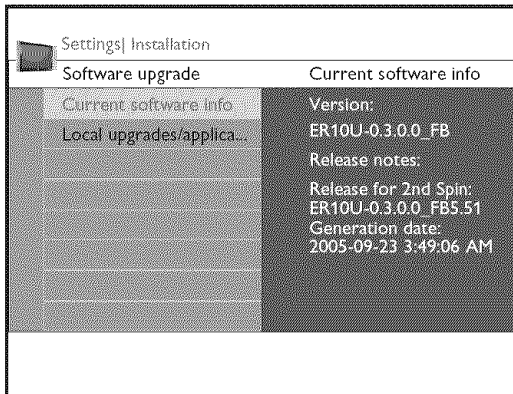 Settings| Installation
Software upgrade
Current software info
Current software info
Local upgrades/applica...
Version:
ER10U-0.3.0.0_FB
Release notes:
Release for 2nd Spin:
ER10U-0.3.0.0_FB5.51
Generation date:
2005-09-23 3:49:06 AM